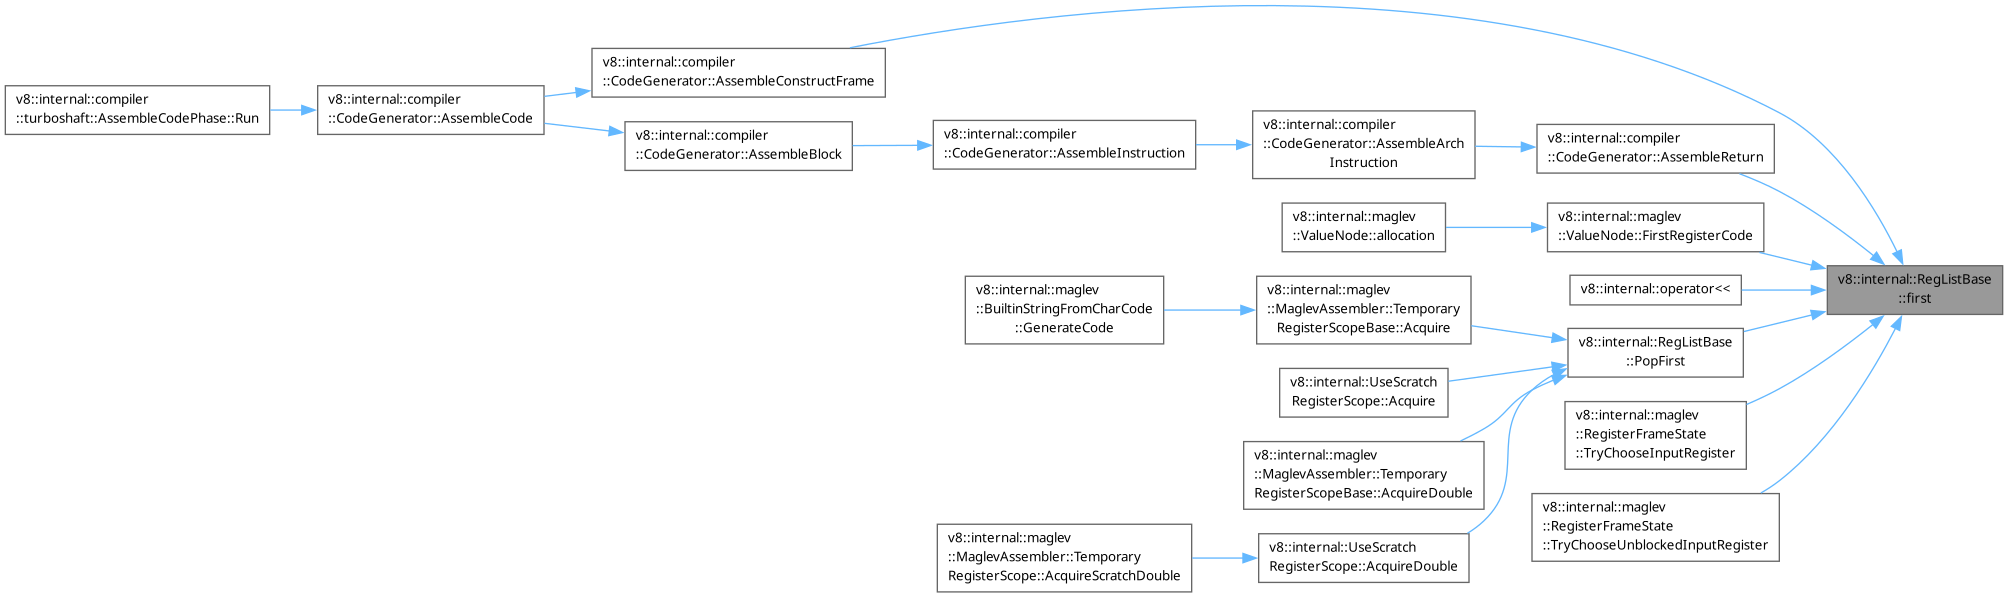 v8::internal::compiler
::CodeGenerator::AssembleConstructFrame
v8::internal::compiler
::turboshaft::AssembleCodePhase::Run
v8::internal::compiler
::CodeGenerator::AssembleCode
v8::internal::compiler
::CodeGenerator::AssembleBlock
v8::internal::compiler
::CodeGenerator::AssembleInstruction
v8::internal::compiler
::CodeGenerator::AssembleArch
Instruction
v8::internal::compiler
::CodeGenerator::AssembleReturn
v8::internal::maglev
::ValueNode::allocation
v8::internal::maglev
::ValueNode::FirstRegisterCode
v8::internal::RegListBase
::first
v8::internal::operator<<
v8::internal::maglev
::BuiltinStringFromCharCode
::GenerateCode
v8::internal::maglev
::MaglevAssembler::Temporary
RegisterScopeBase::Acquire
v8::internal::RegListBase
::PopFirst
v8::internal::UseScratch
RegisterScope::Acquire
v8::internal::maglev
::RegisterFrameState
::TryChooseInputRegister
v8::internal::maglev
::MaglevAssembler::Temporary
RegisterScopeBase::AcquireDouble
v8::internal::maglev
::RegisterFrameState
::TryChooseUnblockedInputRegister
v8::internal::maglev
::MaglevAssembler::Temporary
RegisterScope::AcquireScratchDouble
v8::internal::UseScratch
RegisterScope::AcquireDouble